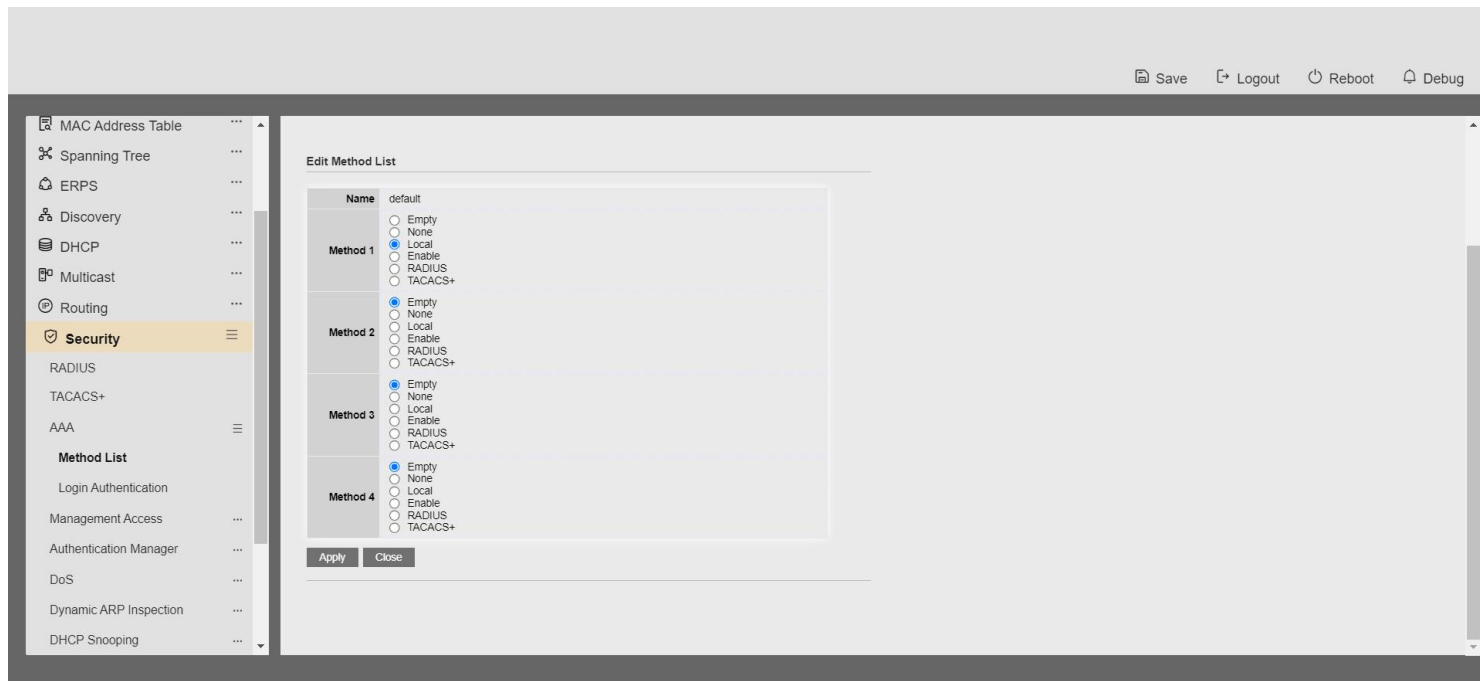 Save Logout Reboot Debug
MAC Address Table ...
Spanning Tree ...
ERPS ...
Discovery ...
DHCP ...
Multicast ...
IP Routing ...
Security
RADIUS
TACACS+
AAA
Method List
Login Authentication
Management Access ...
Authentication Manager ...
DoS ...
Dynamic ARP Inspection ...
DHCP Snooping ...
Edit Method List
Name default
Method 1
Empty
None
Local
Enable
RADIUS
TACACS+
Method 2
Empty
None
Local
Enable
RADIUS
TACACS+
Method 3
Empty
None
Local
Enable
RADIUS
TACACS+
Method 4
Empty
None
Local
Enable
RADIUS
TACACS+
Apply Close